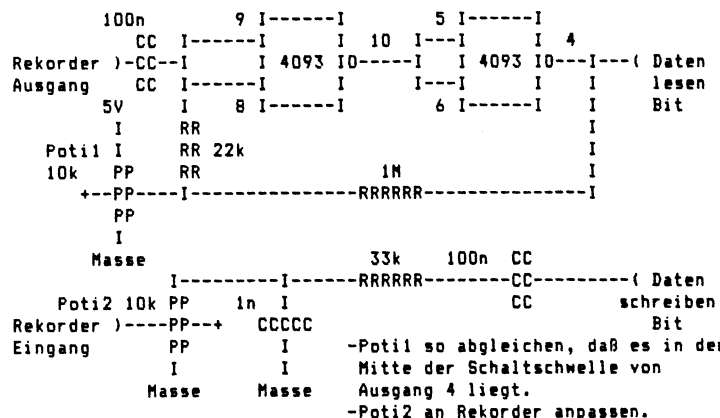 100n 9 I------I 5 I------I
CC I------I I 10 I---I I 4
Rekorder )-CC--I I 4093 IO-----I I 4093 IO---I---( Daten
Ausgang CC I------I I I---I I I lesen
5V I 8 I------I 6 I------I I Bit
I RR I
Poti1 I RR 22k I
10k PP RR 1M I
+--PP-----I----------------RRRRRR----------------I
PP
I
Masse 33k 100n CC
I---------I-------RRRRRR-------CC-------( Daten
Poti2 10k PP 1n I CC schreiben
Rekorder )----PP--+ CCCCC Bit
Eingang PP I -Poti1 so abgleichen, daß es in der
I I Mitte der Schaltschwelle von
Masse Masse Ausgang 4 liegt.
-Poti2 an Rekorder anpassen.